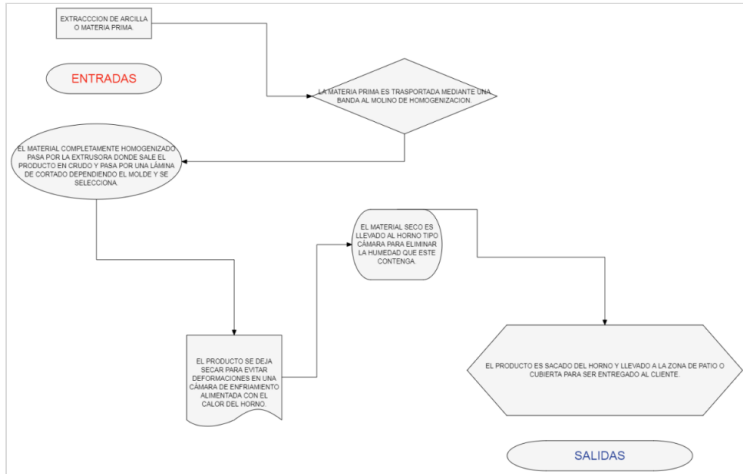 EXTRACCCION DE ARCILLA
O MATERIA PRIMA.
ENTRADAS
LA MATERIA PRIMA ES TRASPORTADA MEDIANTE UNA
BANDA AL MOLINO DE HOMOGENIZACION.
EL MATERIAL COMPLETAMENTE HOMOGENIZADO
PASA POR LA EXTRUSORA DONDE SALE EL
PRODUCTO EN CRUDO Y PASA POR UNA LÁMINA
DE CORTADO DEPENDIENDO EL MOLDE Y SE
SELECCIONA.
EL MATERIAL SECO ES
LLEVADO AL HORNO TIPO
CÁMARA PARA ELIMINAR
LA HUMEDAD QUE ESTE
CONTENGA.
EL PRODUCTO SE DEJA
SECAR PARA EVITAR
DEFORMACIONES EN UNA
CÁMARA DE ENFRIAMIENTO
ALIMENTADA CON EL
CALOR DEL HORNO.
EL PRODUCTO ES SACADO DEL HORNO Y LLEVADO A LA ZONA DE PATIO O
CUBIERTA PARA SER ENTREGADO AL CLIENTE.
SALIDAS